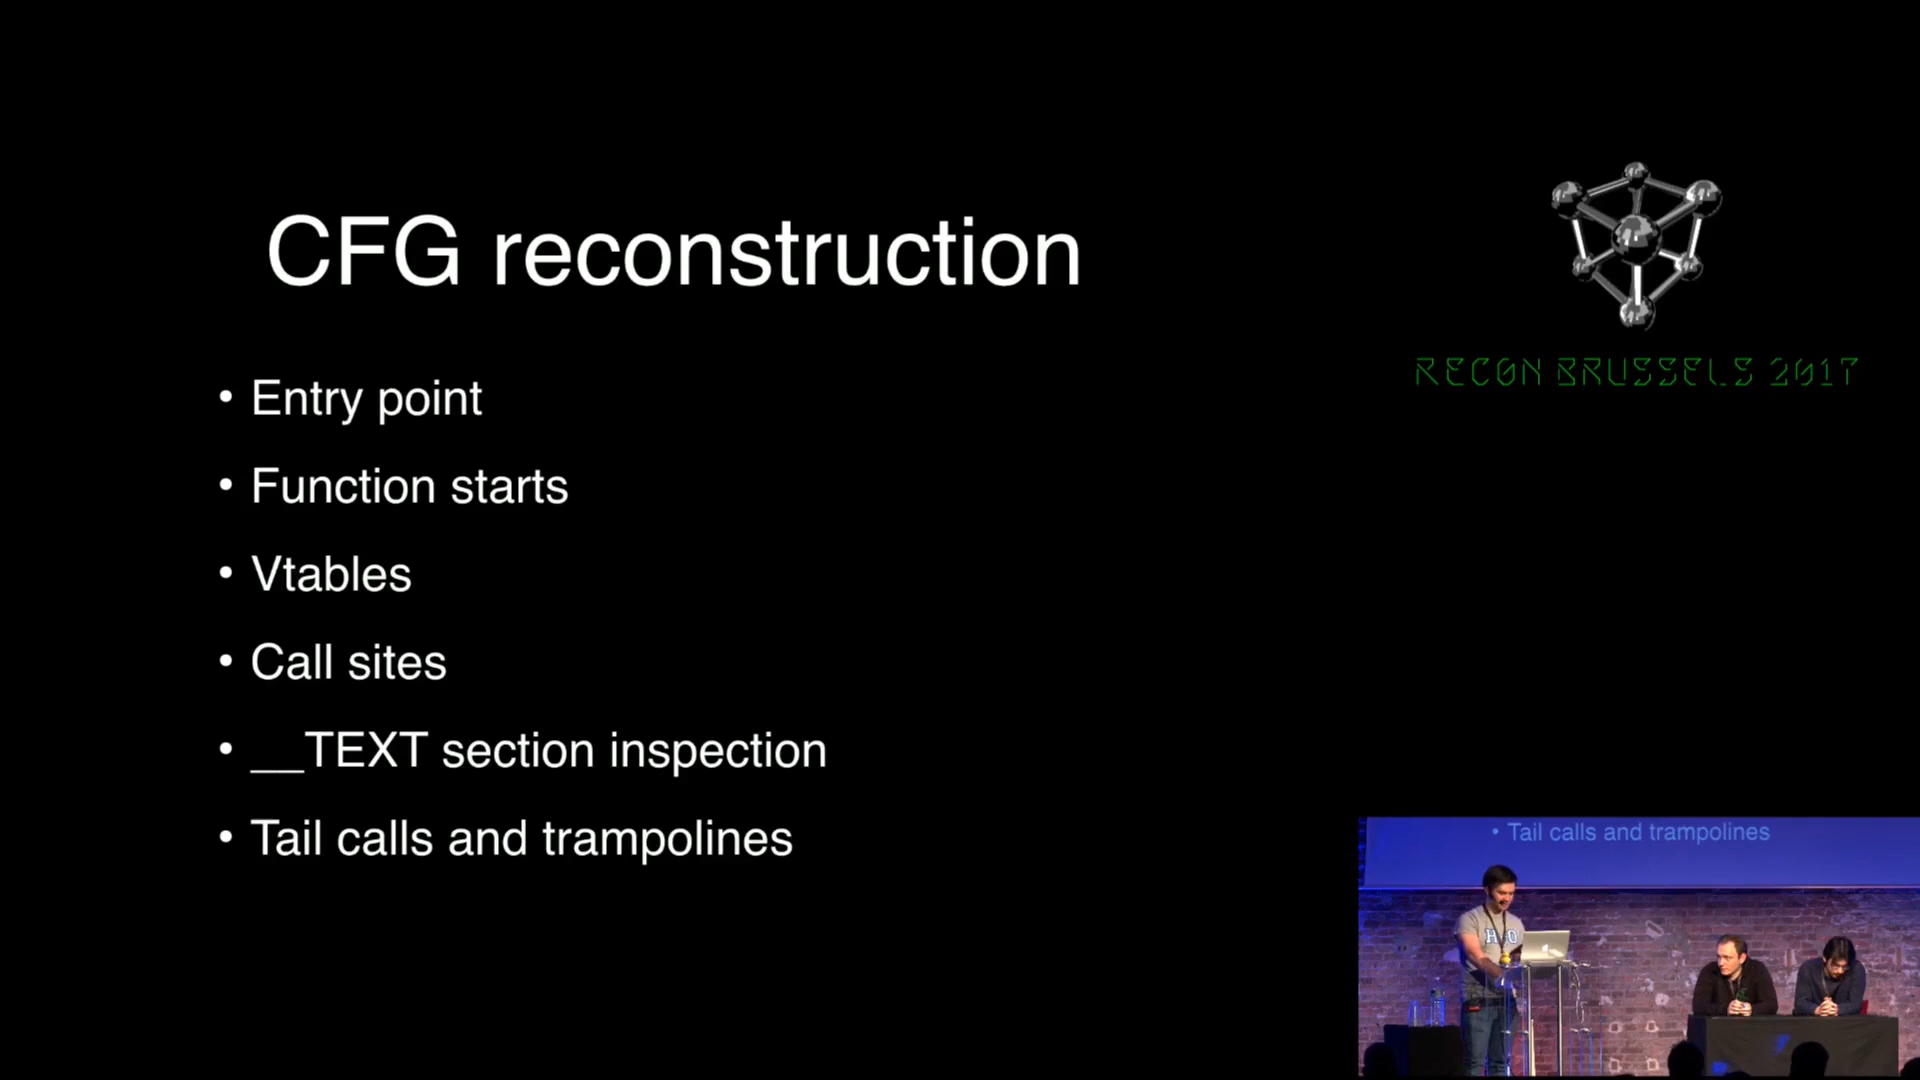 CFG reconstruction
• Entry point
• Function starts
• Vtables
• Call sites
• __TEXT section inspection
• Tail calls and trampolines
RECON BRUSSELS 2017
• Tail calls and trampolines